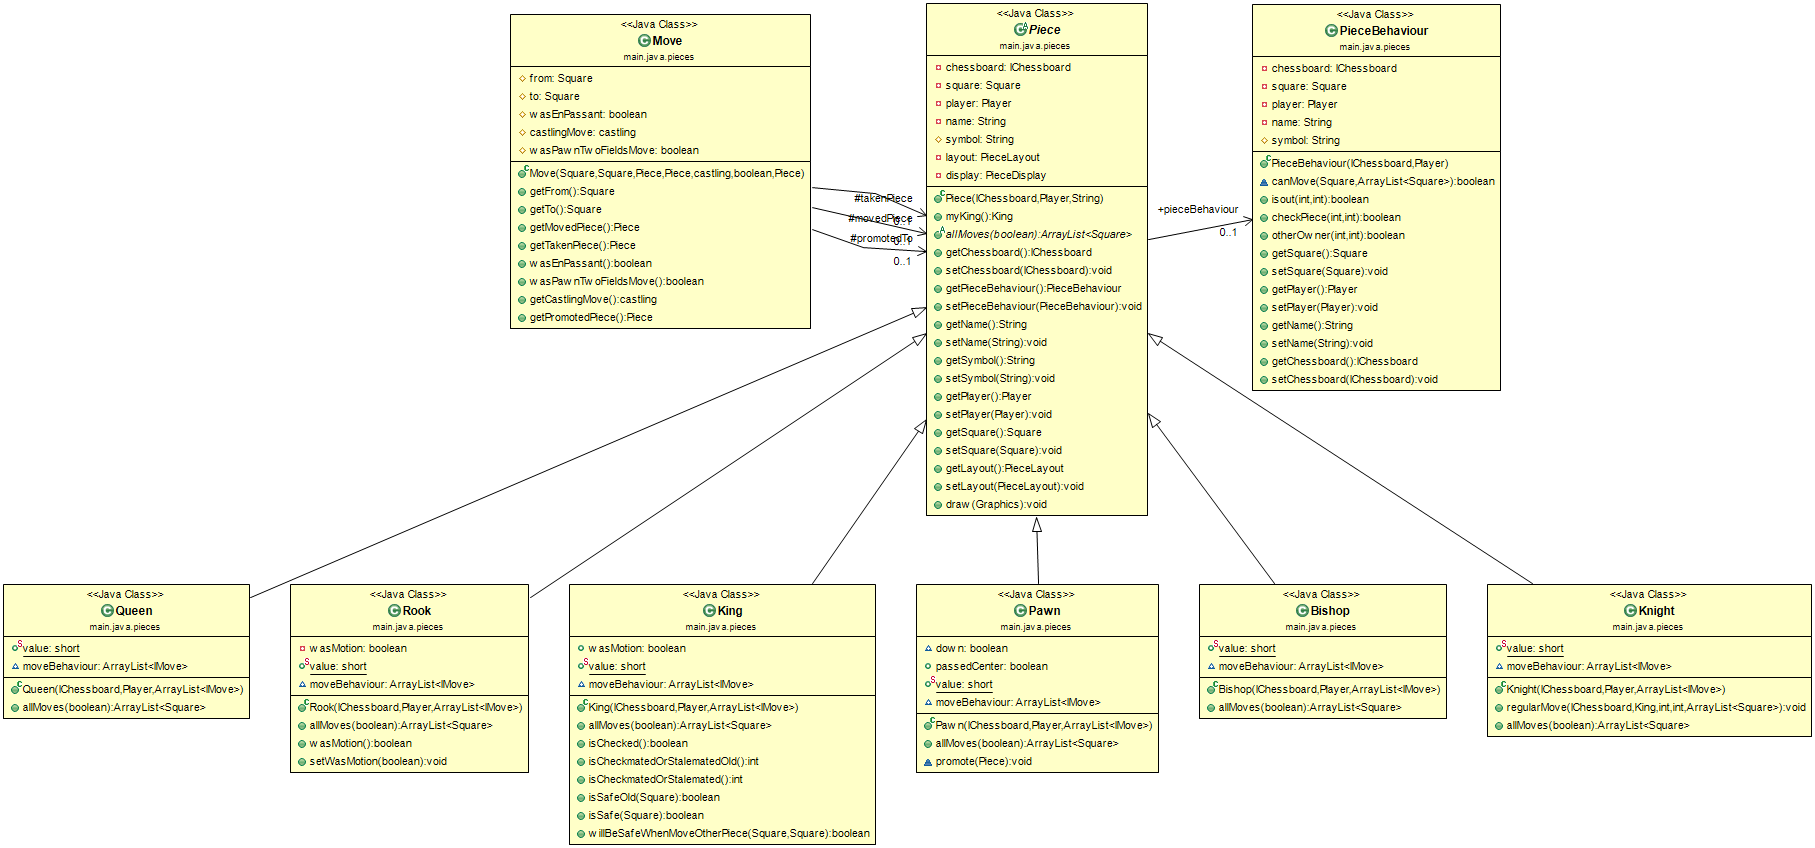 <<Java Class>>
Move
main.java.pieces
from: Square
to: Square
wasEnPassant: boolean
castlingMove: castling
wasPawnTwoFieldsMove: boolean
Move(Square,Square,Piece,Piece,castling,boolean,Piece)
getFrom():Square
getTo():Square
getMovedPiece():Piece
getTakenPiece():Piece
wasEnPassant():boolean
wasPawnTwoFieldsMove():boolean
getCastlingMove():castling
getPromotedPiece():Piece
#takenPiece
0..1
#movedPiece
0..1
#promotedTo
0..1
<<Java Class>>
Piece
main.java.pieces
chessboard: IChessboard
square: Square
player: Player
name: String
symbol: String
layout: PieceLayout
display: PieceDisplay
Piece(IChessboard,Player,String)
myKing():King
allMoves(boolean):ArrayList<Square>
getChessboard():IChessboard
setChessboard(IChessboard):void
getPieceBehaviour():PieceBehaviour
setPieceBehaviour(PieceBehaviour):void
getName():String
setName(String):void
getSymbol():String
setSymbol(String):void
getPlayer():Player
setPlayer(Player):void
getSquare():Square
setSquare(Square):void
getLayout():PieceLayout
setLayout(PieceLayout):void
draw(Graphics):void
+pieceBehaviour
0..1
<<Java Class>>
PieceBehaviour
main.java.pieces
chessboard: IChessboard
square: Square
player: Player
name: String
symbol: String
PieceBehaviour(IChessboard,Player)
canMove(Square,ArrayList<Square>):boolean
isout(int,int):boolean
checkPiece(int,int):boolean
otherOwner(int,int):boolean
getSquare():Square
setSquare(Square):void
getPlayer():Player
setPlayer(Player):void
getName():String
setName(String):void
getChessboard():IChessboard
setChessboard(IChessboard):void
<<Java Class>>
Queen
main.java.pieces
value: short
moveBehaviour: ArrayList<IMove>
Queen(IChessboard,Player,ArrayList<IMove>)
allMoves(boolean):ArrayList<Square>
<<Java Class>>
Rook
main.java.pieces
wasMotion: boolean
value: short
moveBehaviour: ArrayList<IMove>
Rook(IChessboard,Player,ArrayList<IMove>)
allMoves(boolean):ArrayList<Square>
wasMotion():boolean
setWasMotion(boolean):void
<<Java Class>>
King
main.java.pieces
wasMotion: boolean
value: short
moveBehaviour: ArrayList<IMove>
King(IChessboard,Player,ArrayList<IMove>)
allMoves(boolean):ArrayList<Square>
isChecked():boolean
isCheckmatedOrStalematedOld():int
isCheckmatedOrStalemated():int
isSafeOld(Square):boolean
isSafe(Square):boolean
willBeSafeWhenMoveOtherPiece(Square,Square):boolean
<<Java Class>>
Pawn
main.java.pieces
down: boolean
passedCenter: boolean
value: short
moveBehaviour: ArrayList<IMove>
Pawn(IChessboard,Player,ArrayList<IMove>)
allMoves(boolean):ArrayList<Square>
promote(Piece):void
<<Java Class>>
Bishop
main.java.pieces
value: short
moveBehaviour: ArrayList<IMove>
Bishop(IChessboard,Player,ArrayList<IMove>)
allMoves(boolean):ArrayList<Square>
<<Java Class>>
Knight
main.java.pieces
value: short
moveBehaviour: ArrayList<IMove>
Knight(IChessboard,Player,ArrayList<IMove>)
regularMove(IChessboard,King,int,int,ArrayList<Square>):void
allMoves(boolean):ArrayList<Square>